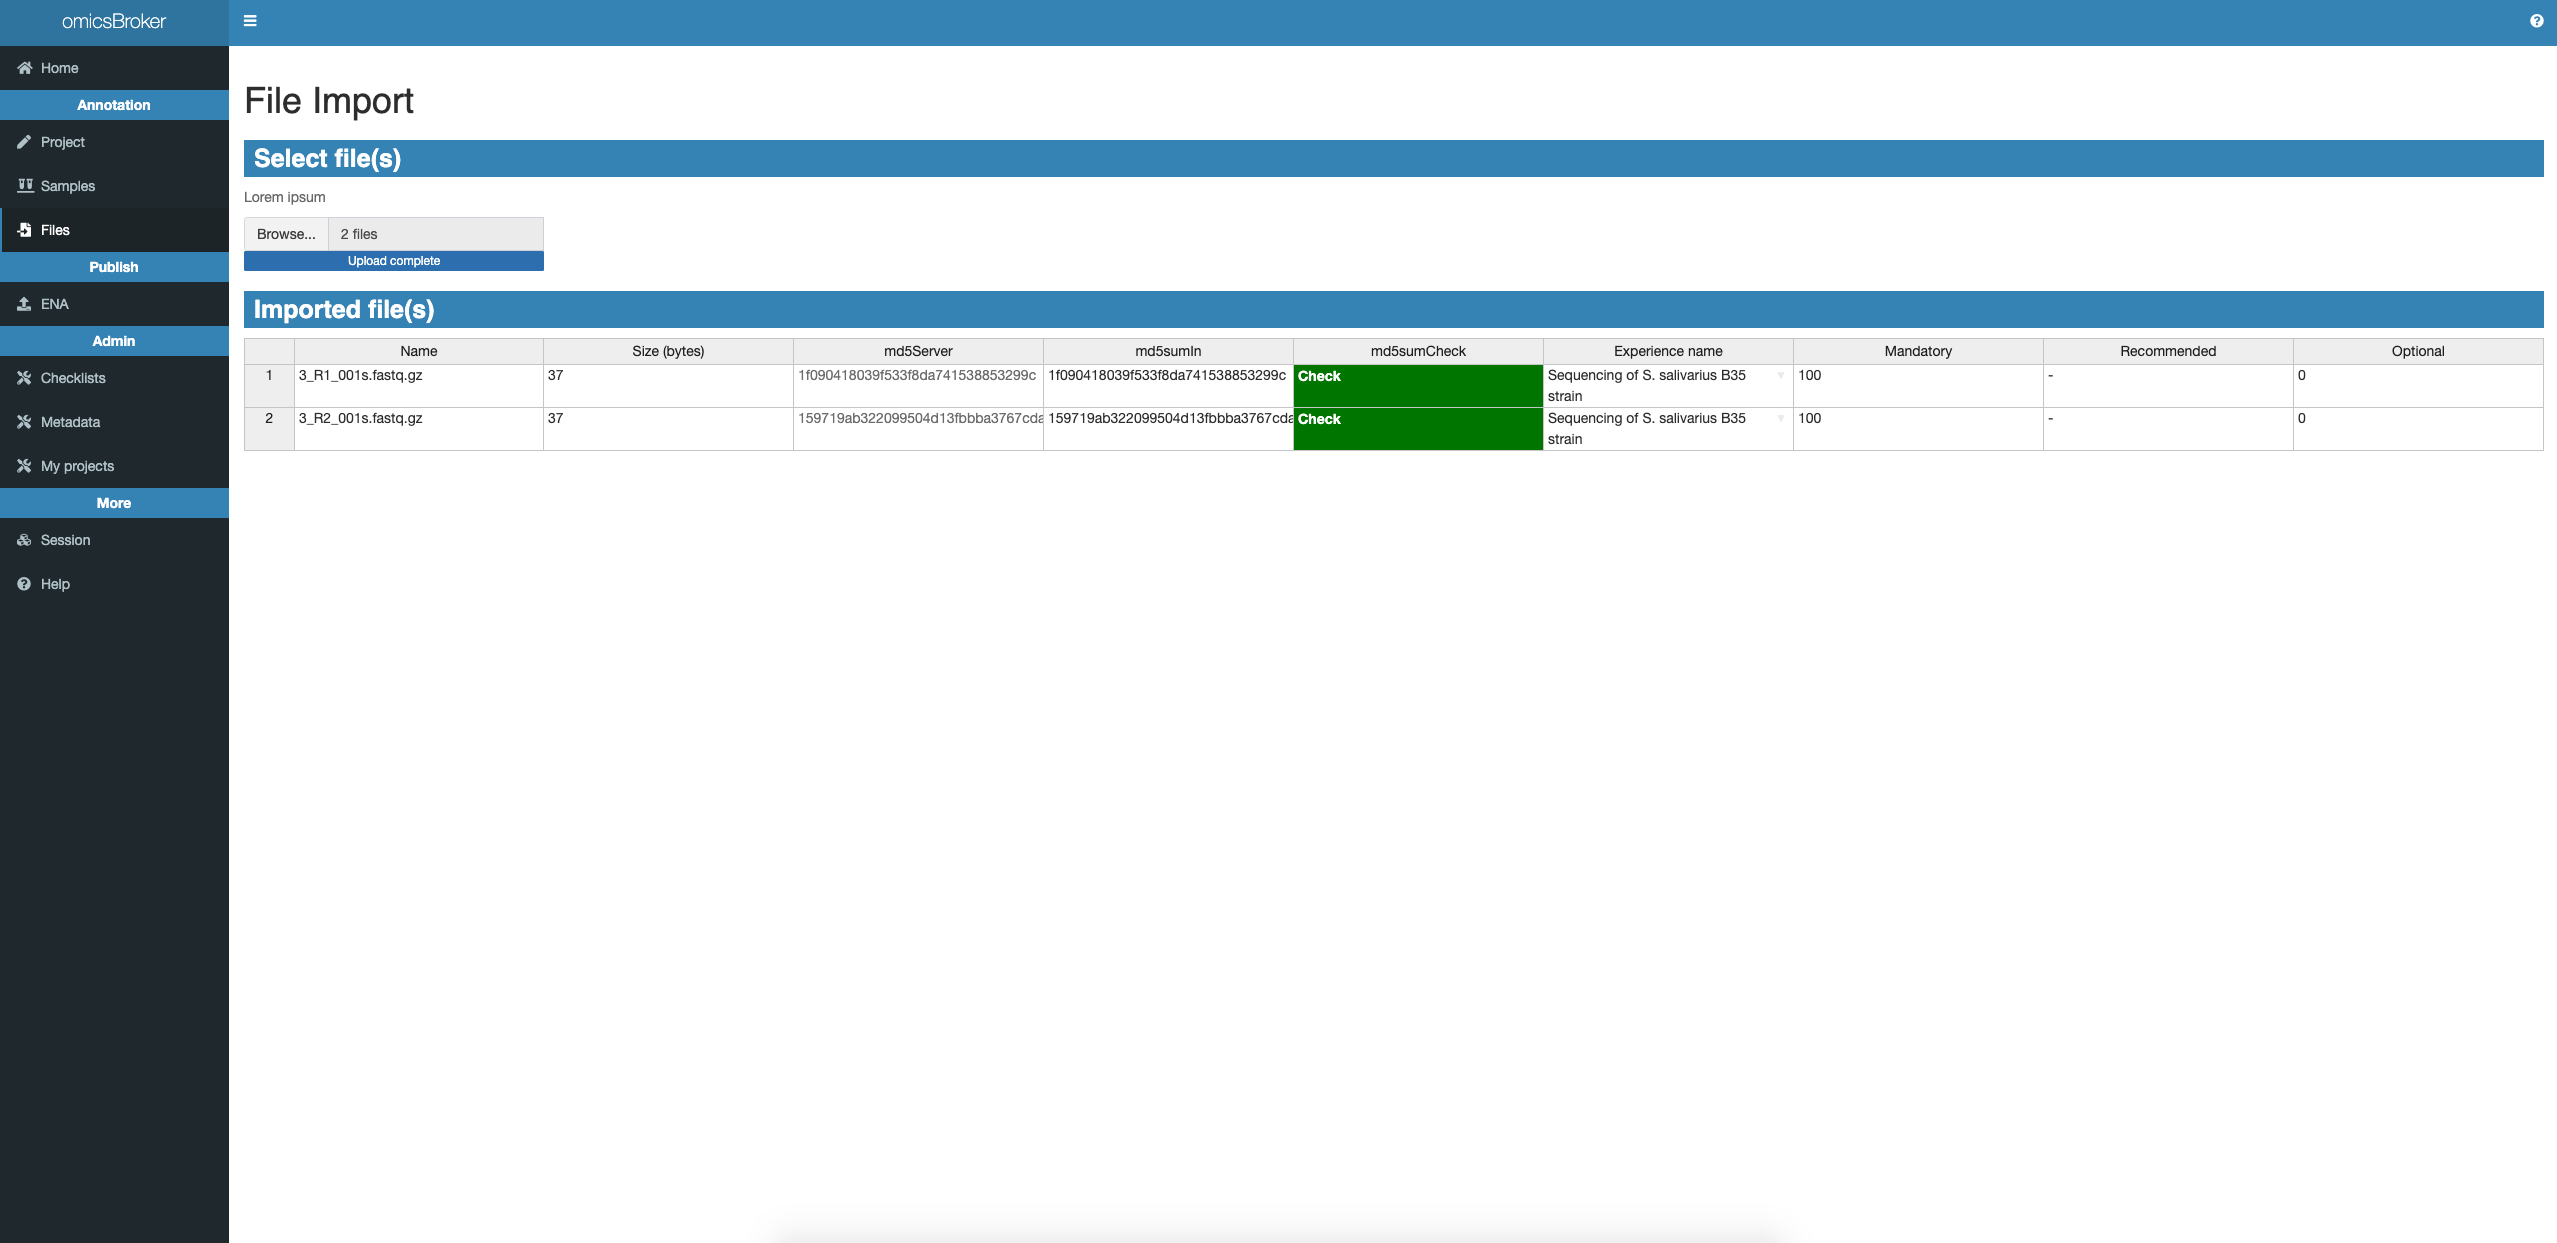 omicsBroker
Home
Annotation
Project
Samples
Files
Publish
ENA
Admin
Checklists
Metadata
My projects
More
Session
Help
File Import
Select file(s)
Lorem ipsum
Browse... 2 files
Upload complete
Imported file(s)
Name Size (bytes) md5Server md5sumIn md5sumCheck Experience name Mandatory Recommended Optional
1 3_R1_001s.fastq.gz 37 1f090418039f533f8da741538853299c 1f090418039f533f8da741538853299c Check Sequencing of S. salivarius B35 100 - 0
strain
2 3_R2_001s.fastq.gz 37 159719ab322099504d13fbbba3767cda 159719ab322099504d13fbbba3767cda Check Sequencing of S. salivarius B35 100 - 0
strain